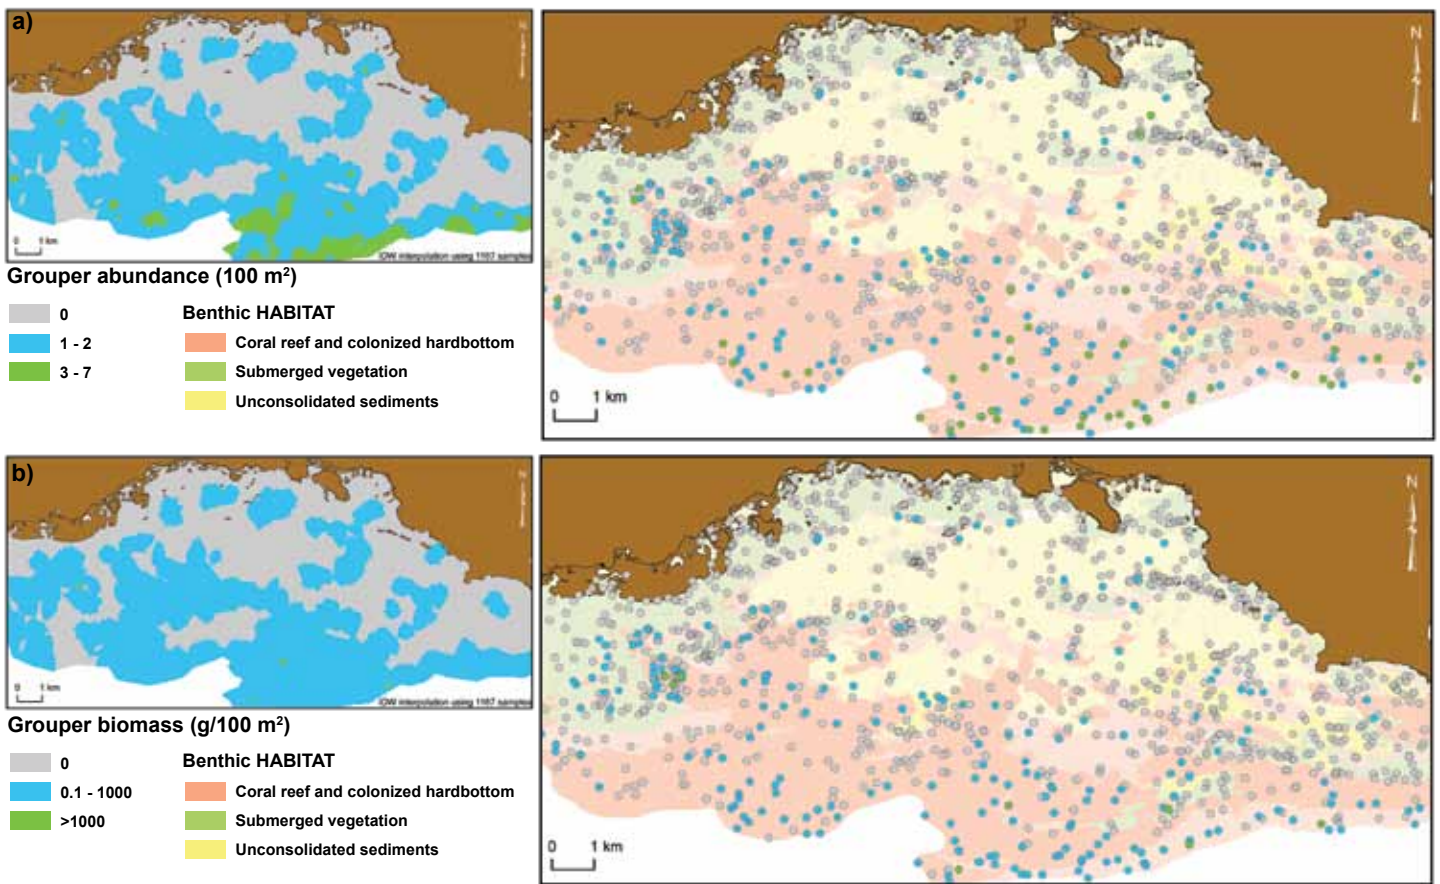 a)
N
0 1 km
IDW interpolation using 1167 samples
Grouper abundance (100 m²)
0
1 - 2
3 - 7
Benthic HABITAT
Coral reef and colonized hardbottom
Submerged vegetation
Unconsolidated sediments
N
0 1 km
b)
N
0 1 km
IDW interpolation using 1167 samples
Grouper biomass (g/100 m²)
0
0.1 - 1000
>1000
Benthic HABITAT
Coral reef and colonized hardbottom
Submerged vegetation
Unconsolidated sediments
N
0 1 km